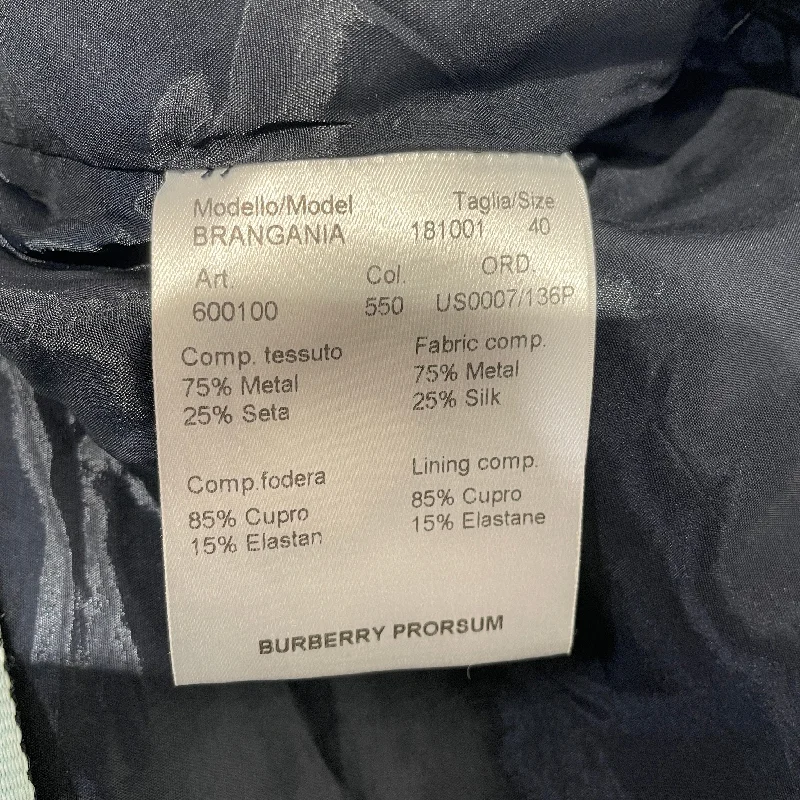 Modello/Model Taglia/Size
BRANGANIA 181001 40
Art. Col. ORD.
600100 550 US0007/136P
Comp. tessuto Fabric comp.
75% Metal 75% Metal
25% Seta 25% Silk
Comp.fodera Lining comp.
85% Cupro 85% Cupro
15% Elastan 15% Elastane
BURBERRY PRORSUM